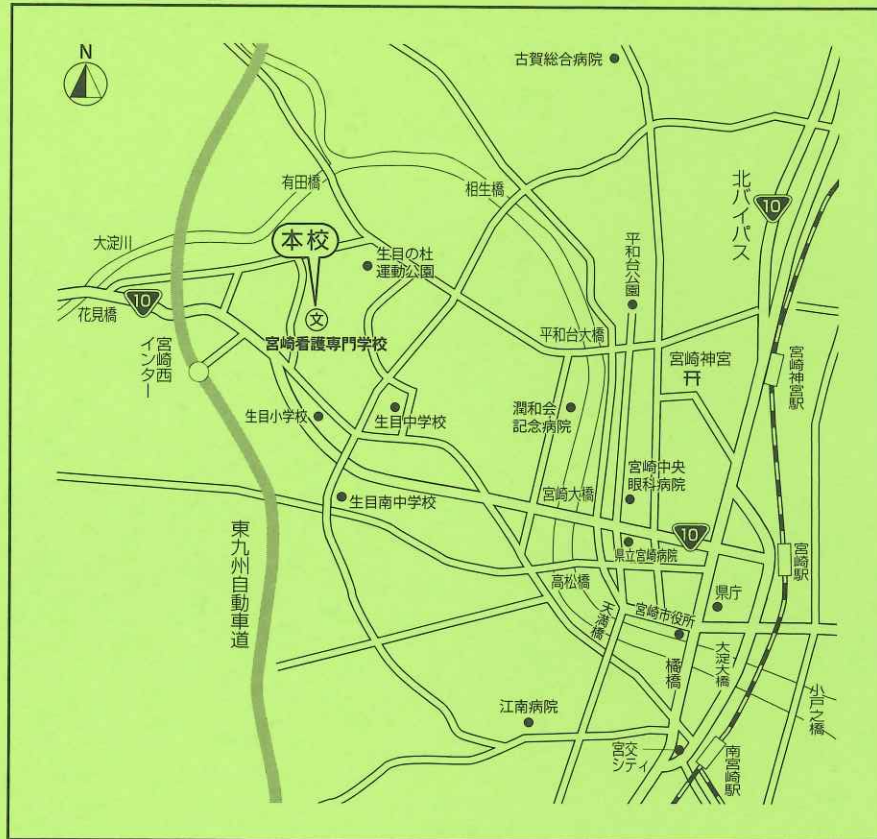 N
古賀総合病院
有田橋
相生橋
北バイパス
10
大淀川
本校
生目の杜
運動公園
平和台公園
10
花見橋
文
宮崎看護専門学校
平和台大橋
宮崎西
インター
宮崎神宮
宮崎神宮駅
生目小学校
生目中学校
潤和会
記念病院
宮崎中央
眼科病院
生目南中学校
宮崎大橋
10
県立宮崎病院
宮崎駅
東九州自動車道
高松橋
県庁
天満橋
宮崎市役所
橘橋
大淀大橋
小戸之橋
江南病院
宮交
シティ
南宮崎駅